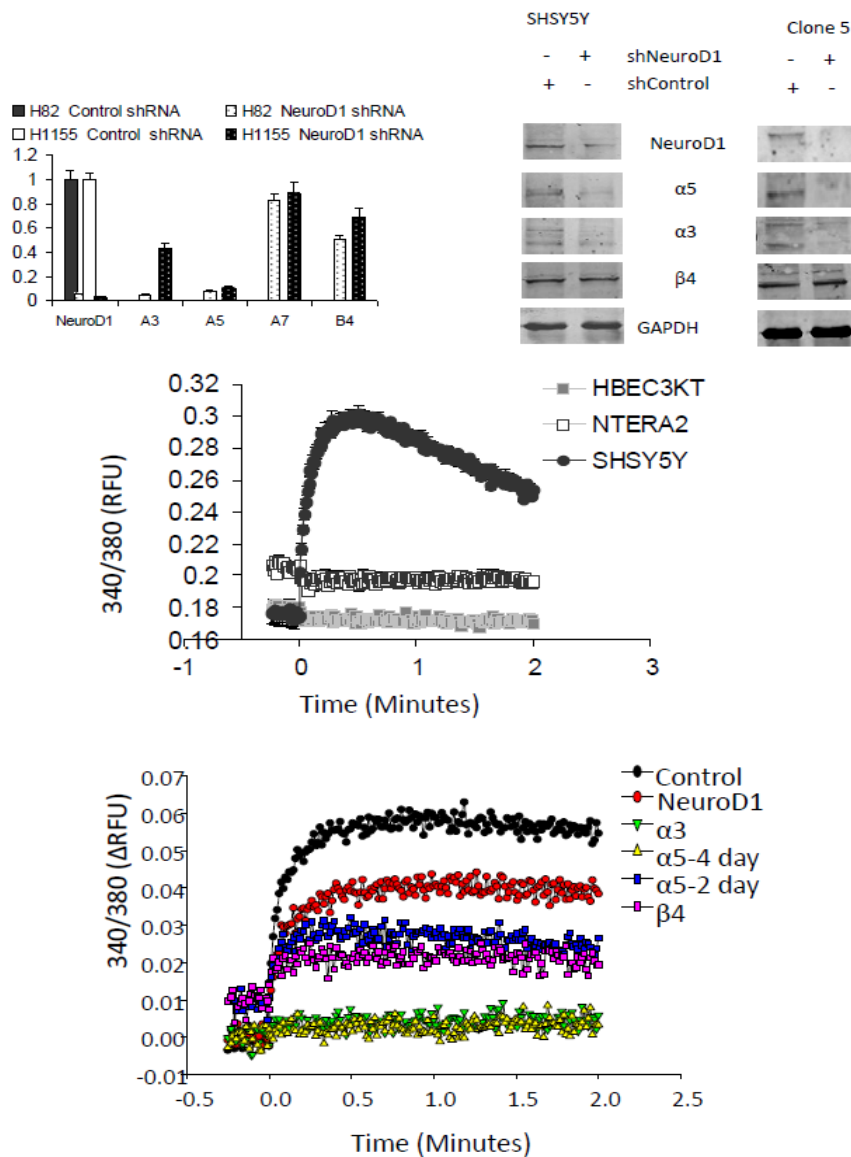 SHSY5Y
Clone 5
- + shNeuroD1 - +
+ - shControl + -
NeuroD1
α5
α3
β4
GAPDH
H82 Control shRNA H82 NeuroD1 shRNA
H1155 Control shRNA H1155 NeuroD1 shRNA
1.2
1
0.8
0.6
0.4
0.2
0
NeuroD1 A3 A5 A7 B4
340/380 (RFU)
0.32
0.3
0.28
0.26
0.24
0.22
0.2
0.18
0.16
-1 0 1 2 3
Time (Minutes)
HBEC3KT
NTERA2
SHSY5Y
340/380 (ΔRFU)
0.07
0.06
0.05
0.04
0.03
0.02
0.01
0.00
-0.01
-0.5 0.0 0.5 1.0 1.5 2.0 2.5
Time (Minutes)
Control
NeuroD1
α3
α5-4 day
α5-2 day
β4